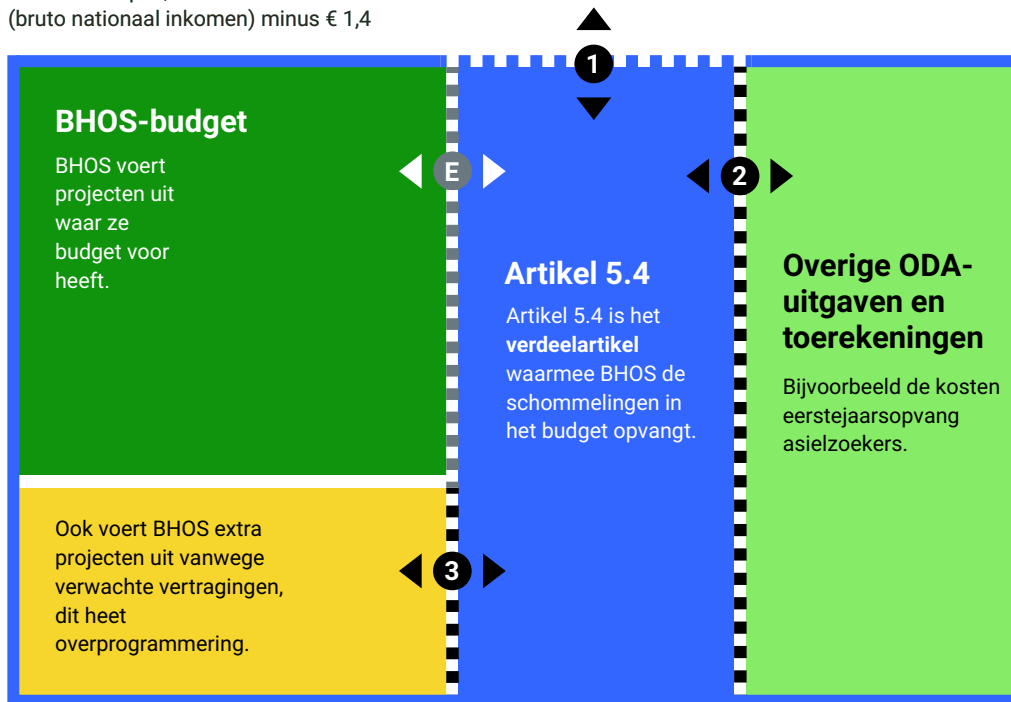 (bruto nationaal inkomen) minus € 1,4
1
BHOS-budget
BHOS voert
projecten uit
waar ze
budget voor
heeft.
E
2
Artikel 5.4
Artikel 5.4 is het
verdeelartikel
waarmee BHOS de
schommelingen in
het budget opvangt.
Overige ODA-
uitgaven en
toerekeningen
Bijvoorbeeld de kosten
eerstejaarsopvang
asielzoekers.
Ook voert BHOS extra
projecten uit vanwege
verwachte vertragingen,
dit heet
overprogrammering.
3